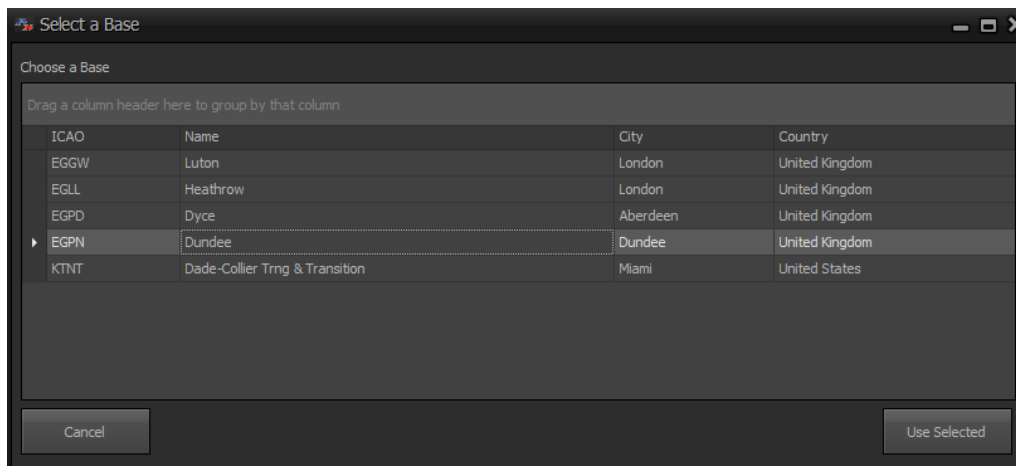 Select a Base
Choose a Base
Drag a column header here to group by that column
ICAO Name City Country
EGGW Luton London United Kingdom
EGLL Heathrow London United Kingdom
EGPD Dyce Aberdeen United Kingdom
EGPN Dundee Dundee United Kingdom
KTNT Dade-Collier Trng & Transition Miami United States
Cancel Use Selected